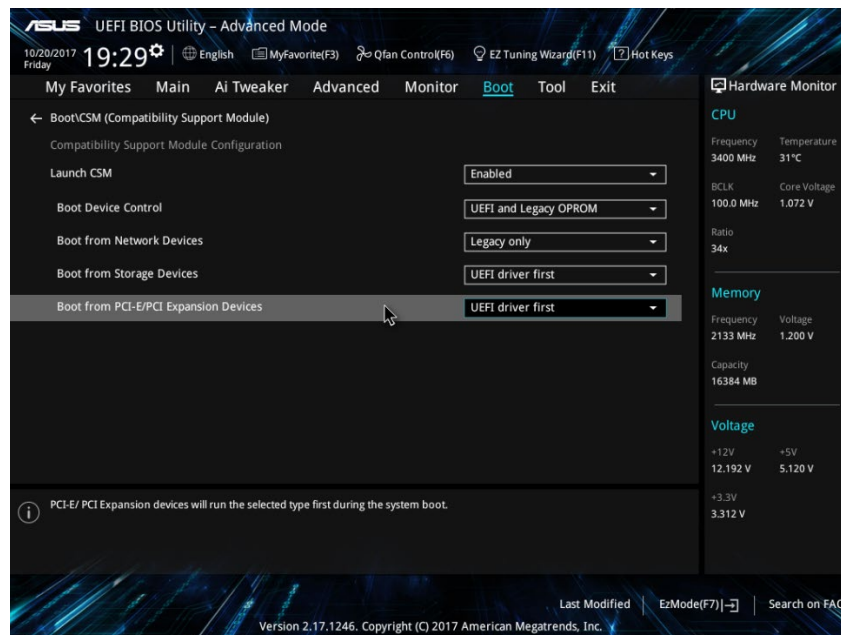 ASUS UEFI BIOS Utility – Advanced Mode
10/20/2017 Friday 19:29 English MyFavorite(F3) Qfan Control(F6) EZ Tuning Wizard(F11) ? Hot Keys
My Favorites Main Ai Tweaker Advanced Monitor Boot Tool Exit
Boot\CSM (Compatibility Support Module)
Compatibility Support Module Configuration
Launch CSM Enabled
Boot Device Control UEFI and Legacy OPROM
Boot from Network Devices Legacy only
Boot from Storage Devices UEFI driver first
Boot from PCI-E/PCI Expansion Devices UEFI driver first
PCI-E/ PCI Expansion devices will run the selected type first during the system boot.
Hardware Monitor
CPU
Frequency Temperature
3400 MHz 31°C
BCLK Core Voltage
100.0 MHz 1.072 V
Ratio
34x
Memory
Frequency Voltage
2133 MHz 1.200 V
Capacity
16384 MB
Voltage
+12V +5V
12.192 V 5.120 V
+3.3V
3.312 V
Last Modified EzMode(F7) Search on FAQ
Version 2.17.1246. Copyright (C) 2017 American Megatrends, Inc.